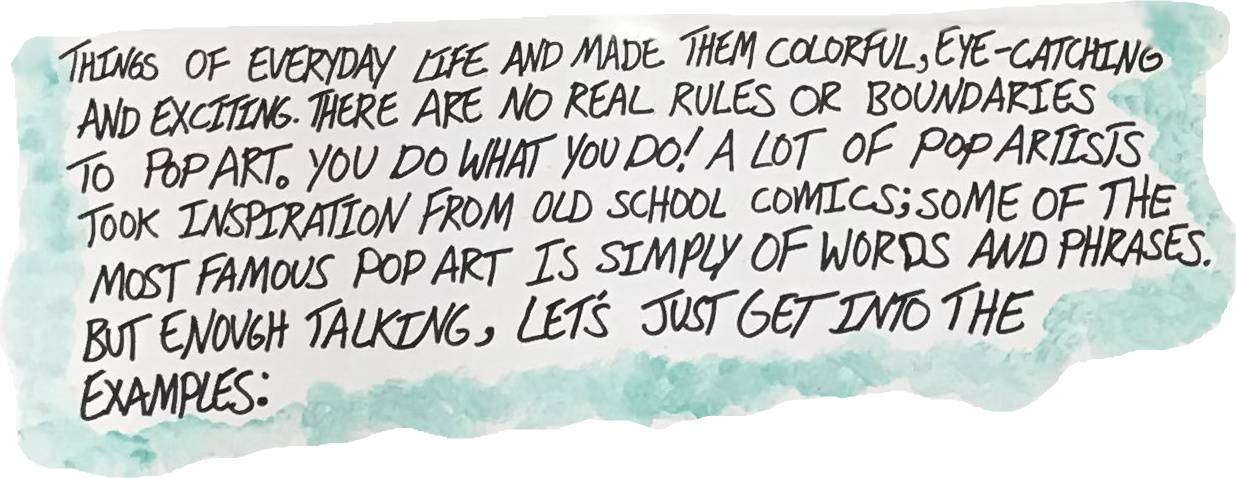 THINGS OF EVERYDAY LIFE AND MADE THEM COLORFUL, EYE-CATCHING
AND EXCITING. THERE ARE NO REAL RULES OR BOUNDARIES
TO POP ART. YOU DO WHAT YOU DO! A LOT OF POP ARTISTS
TOOK INSPIRATION FROM OLD SCHOOL COMICS; SOME OF THE
MOST FAMOUS POP ART IS SIMPLY OF WORDS AND PHRASES.
BUT ENOUGH TALKING, LET'S JUST GET INTO THE
EXAMPLES: